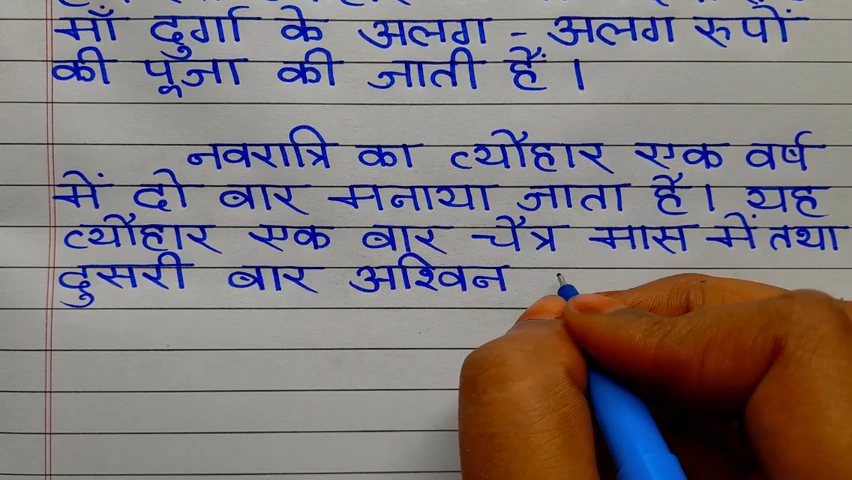 माँ दुर्गा के अलग - अलग रुपों
की पूजा की जाती हैं ।
नवरात्रि का त्यौहार एक वर्ष
में दो बार मनाया जाता है। यह
त्यौहार एक बार चैत्र मास में तथा
दुसरी बार अश्विन